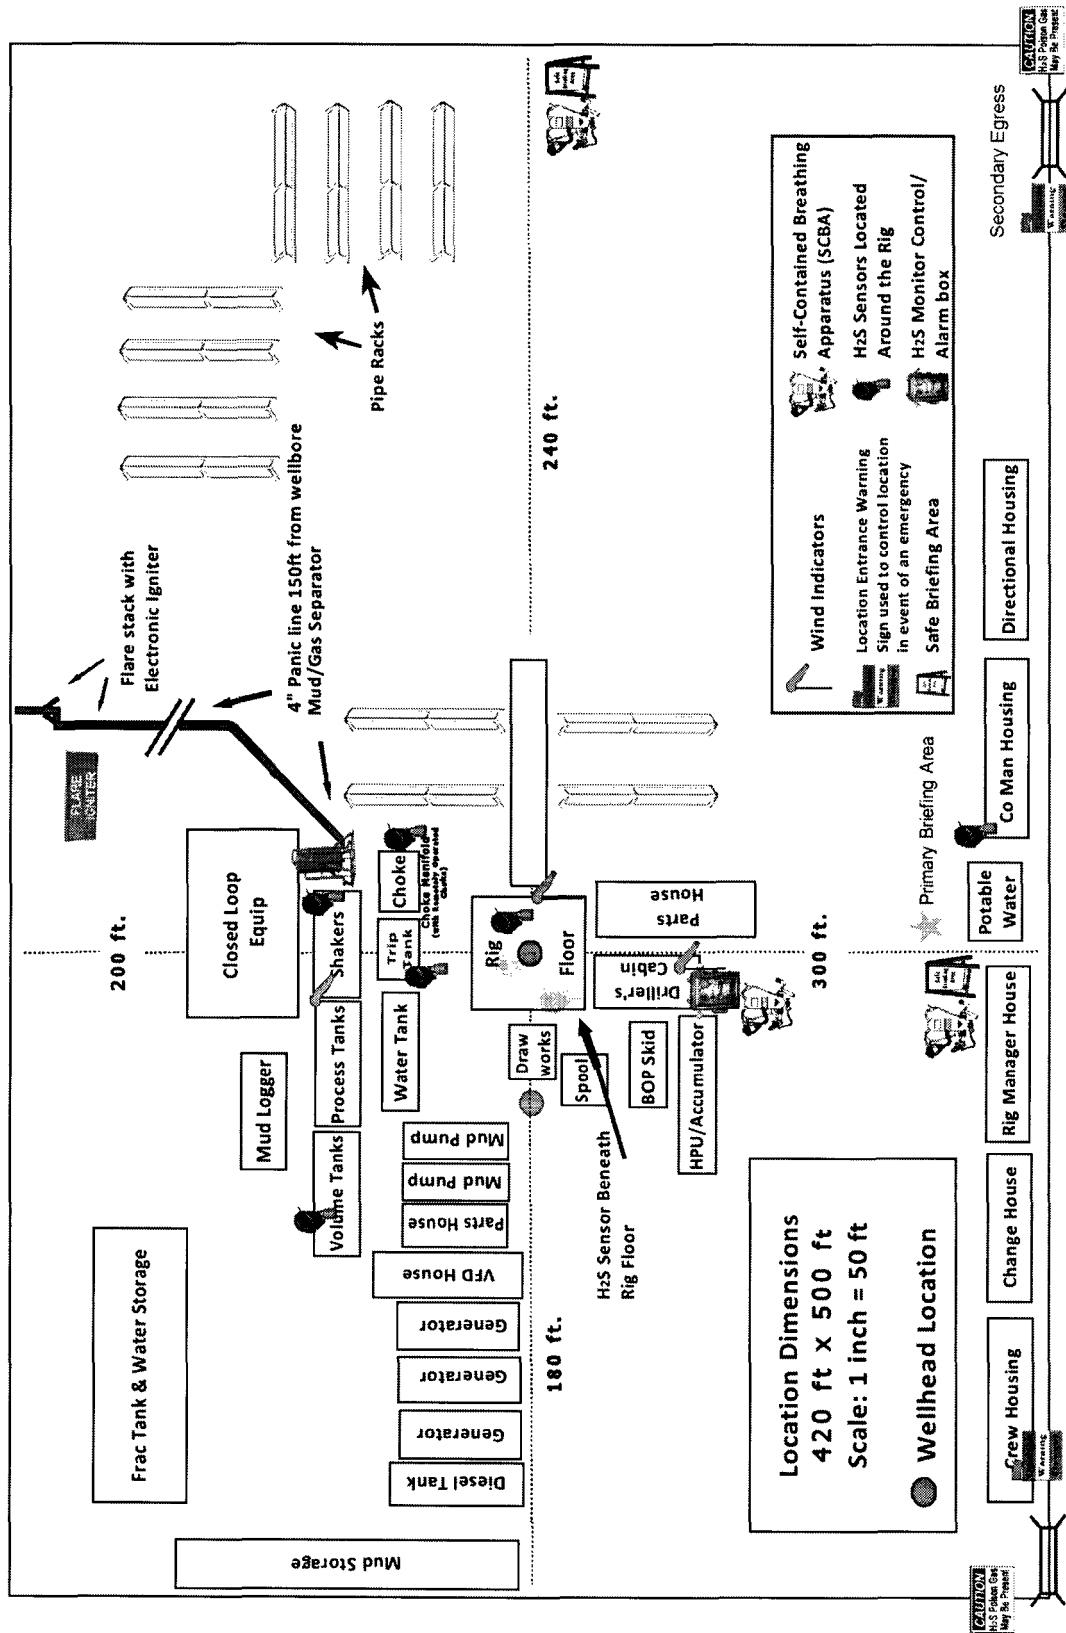 CAUTION
H2S Poison Gas
May Be Present
Secondary Egress
Warning
Flare stack with
Electronic Igniter
FLARE
IGNITER
4" Panic line 150ft from wellbore
Mud/Gas Separator
Pipe Racks
200 ft.
240 ft.
180 ft.
300 ft.
Frac Tank & Water Storage
Mud Storage
Closed Loop
Equip
Mud Logger
Volume Tanks
Process Tanks
Shakers
Water Tank
Trip
Tank
Choke
Choke Manifold
(with Remotely Operated
Choke)
Diesel Tank
Generator
Generator
Generator
VFD House
Parts House
Mud Pump
Mud Pump
Draw
works
Rig
Floor
Spool
BOP Skid
HPU/Accumulator
Driller's
Cabin
Parts
House
H2S Sensor Beneath
Rig Floor
Wind Indicators
Location Entrance Warning
Sign used to control location
in event of an emergency
Warning
Safe Briefing Area
Self-Contained Breathing
Apparatus (SCBA)
H2S Sensors Located
Around the Rig
H2S Monitor Control/
Alarm box
Location Dimensions
420 ft x 500 ft
Scale: 1 inch = 50 ft
Wellhead Location
Primary Briefing Area
Crew Housing
Change House
Rig Manager House
Potable
Water
Co Man Housing
Directional Housing
Warning
CAUTION
H2S Poison Gas
May Be Present